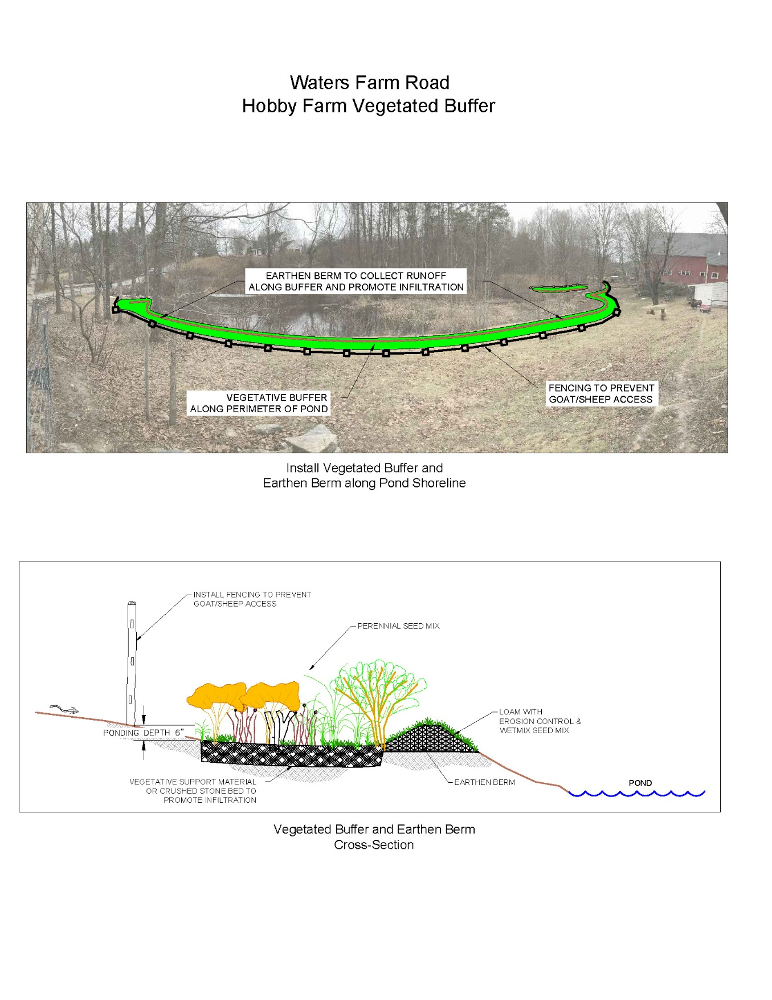 Waters Farm Road
Hobby Farm Vegetated Buffer
EARTHEN BERM TO COLLECT RUNOFF
ALONG BUFFER AND PROMOTE INFILTRATION
VEGETATIVE BUFFER
ALONG PERIMETER OF POND
FENCING TO PREVENT
GOAT/SHEEP ACCESS
Install Vegetated Buffer and
Earthen Berm along Pond Shoreline
INSTALL FENCING TO PREVENT
GOAT/SHEEP ACCESS
PERENNIAL SEED MIX
LOAM WITH
EROSION CONTROL &
WETMIX SEED MIX
PONDING DEPTH 6"
VEGETATIVE SUPPORT MATERIAL
OR CRUSHED STONE BED TO
PROMOTE INFILTRATION
EARTHEN BERM
POND
Vegetated Buffer and Earthen Berm
Cross-Section